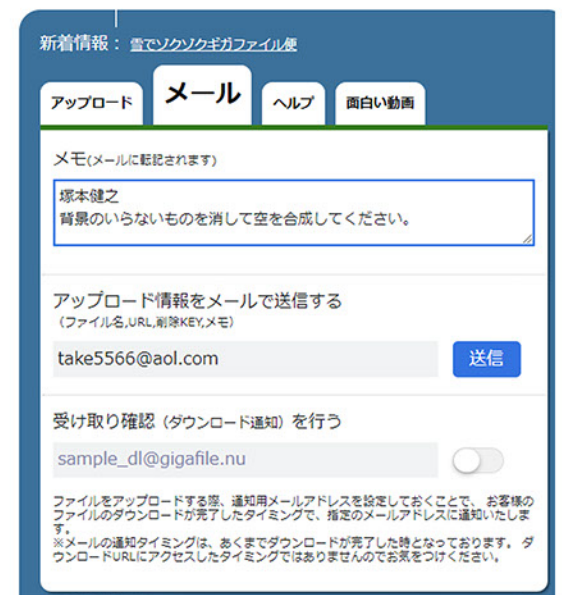 新着情報： 雪でゾクゾクギガファイル便
アップロード
メール
ヘルプ
面白い動画
メモ(メールに転記されます)
塚本健之
背景のいらないものを消して空を合成してください。
アップロード情報をメールで送信する
（ファイル名,URL,削除KEY,メモ）
take5566@aol.com
送信
受け取り確認（ダウンロード通知）を行う
sample_dl@gigafile.nu
ファイルをアップロードする際、通知用メールアドレスを設定しておくことで、 お客様の
ファイルのダウンロードが完了したタイミングで、指定のメールアドレスに通知いたしま
す。
※メールの通知タイミングは、あくまでダウンロードが完了した時となっております。 ダ
ウンロードURLにアクセスしたタイミングではありませんのでお気をつけください。